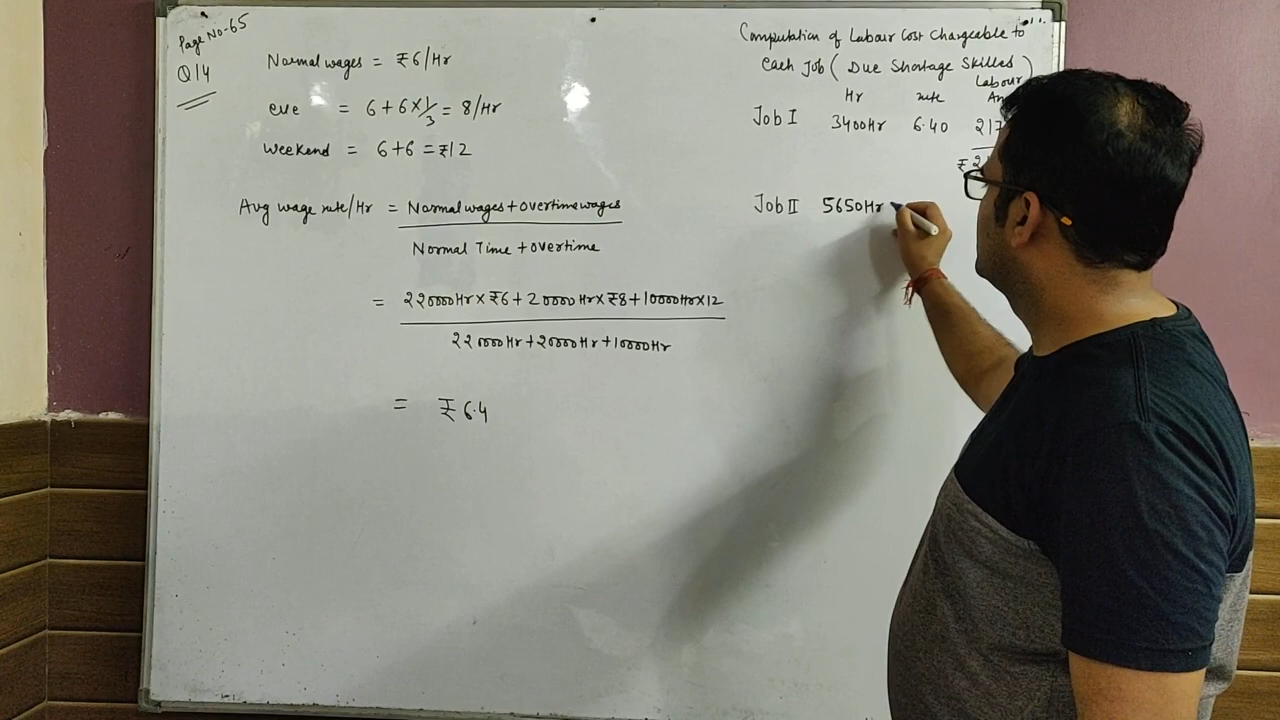 Page No-65
Q14
Normal wages = ₹6/Hr
eve = 6+6×1/3 = 8/Hr
Weekend = 6+6 = ₹12
Avg wage rate/Hr = Normal wages + overtime wages
Normal Time + overtime
= 220000Hr × ₹6 + 20000Hr × ₹8 + 10000Hr×12
220000Hr + 20000Hr + 10000Hr
= ₹6.4
Computation of Labour Cost Chargeable to
each Job ( Due Shortage Skilled )
Labour
Hr rate
Job I 3400Hr 6.40
Job II 5650Hr